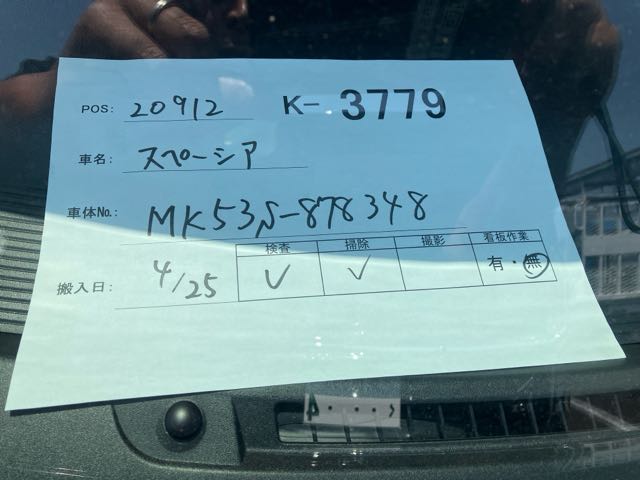 POS: 20912 K- 3779
車名: スペーシア
車体No.: MK53S-878348
検査 掃除 撮影 看板作業
搬入日: 4/25 ✓ ✓ 有・無